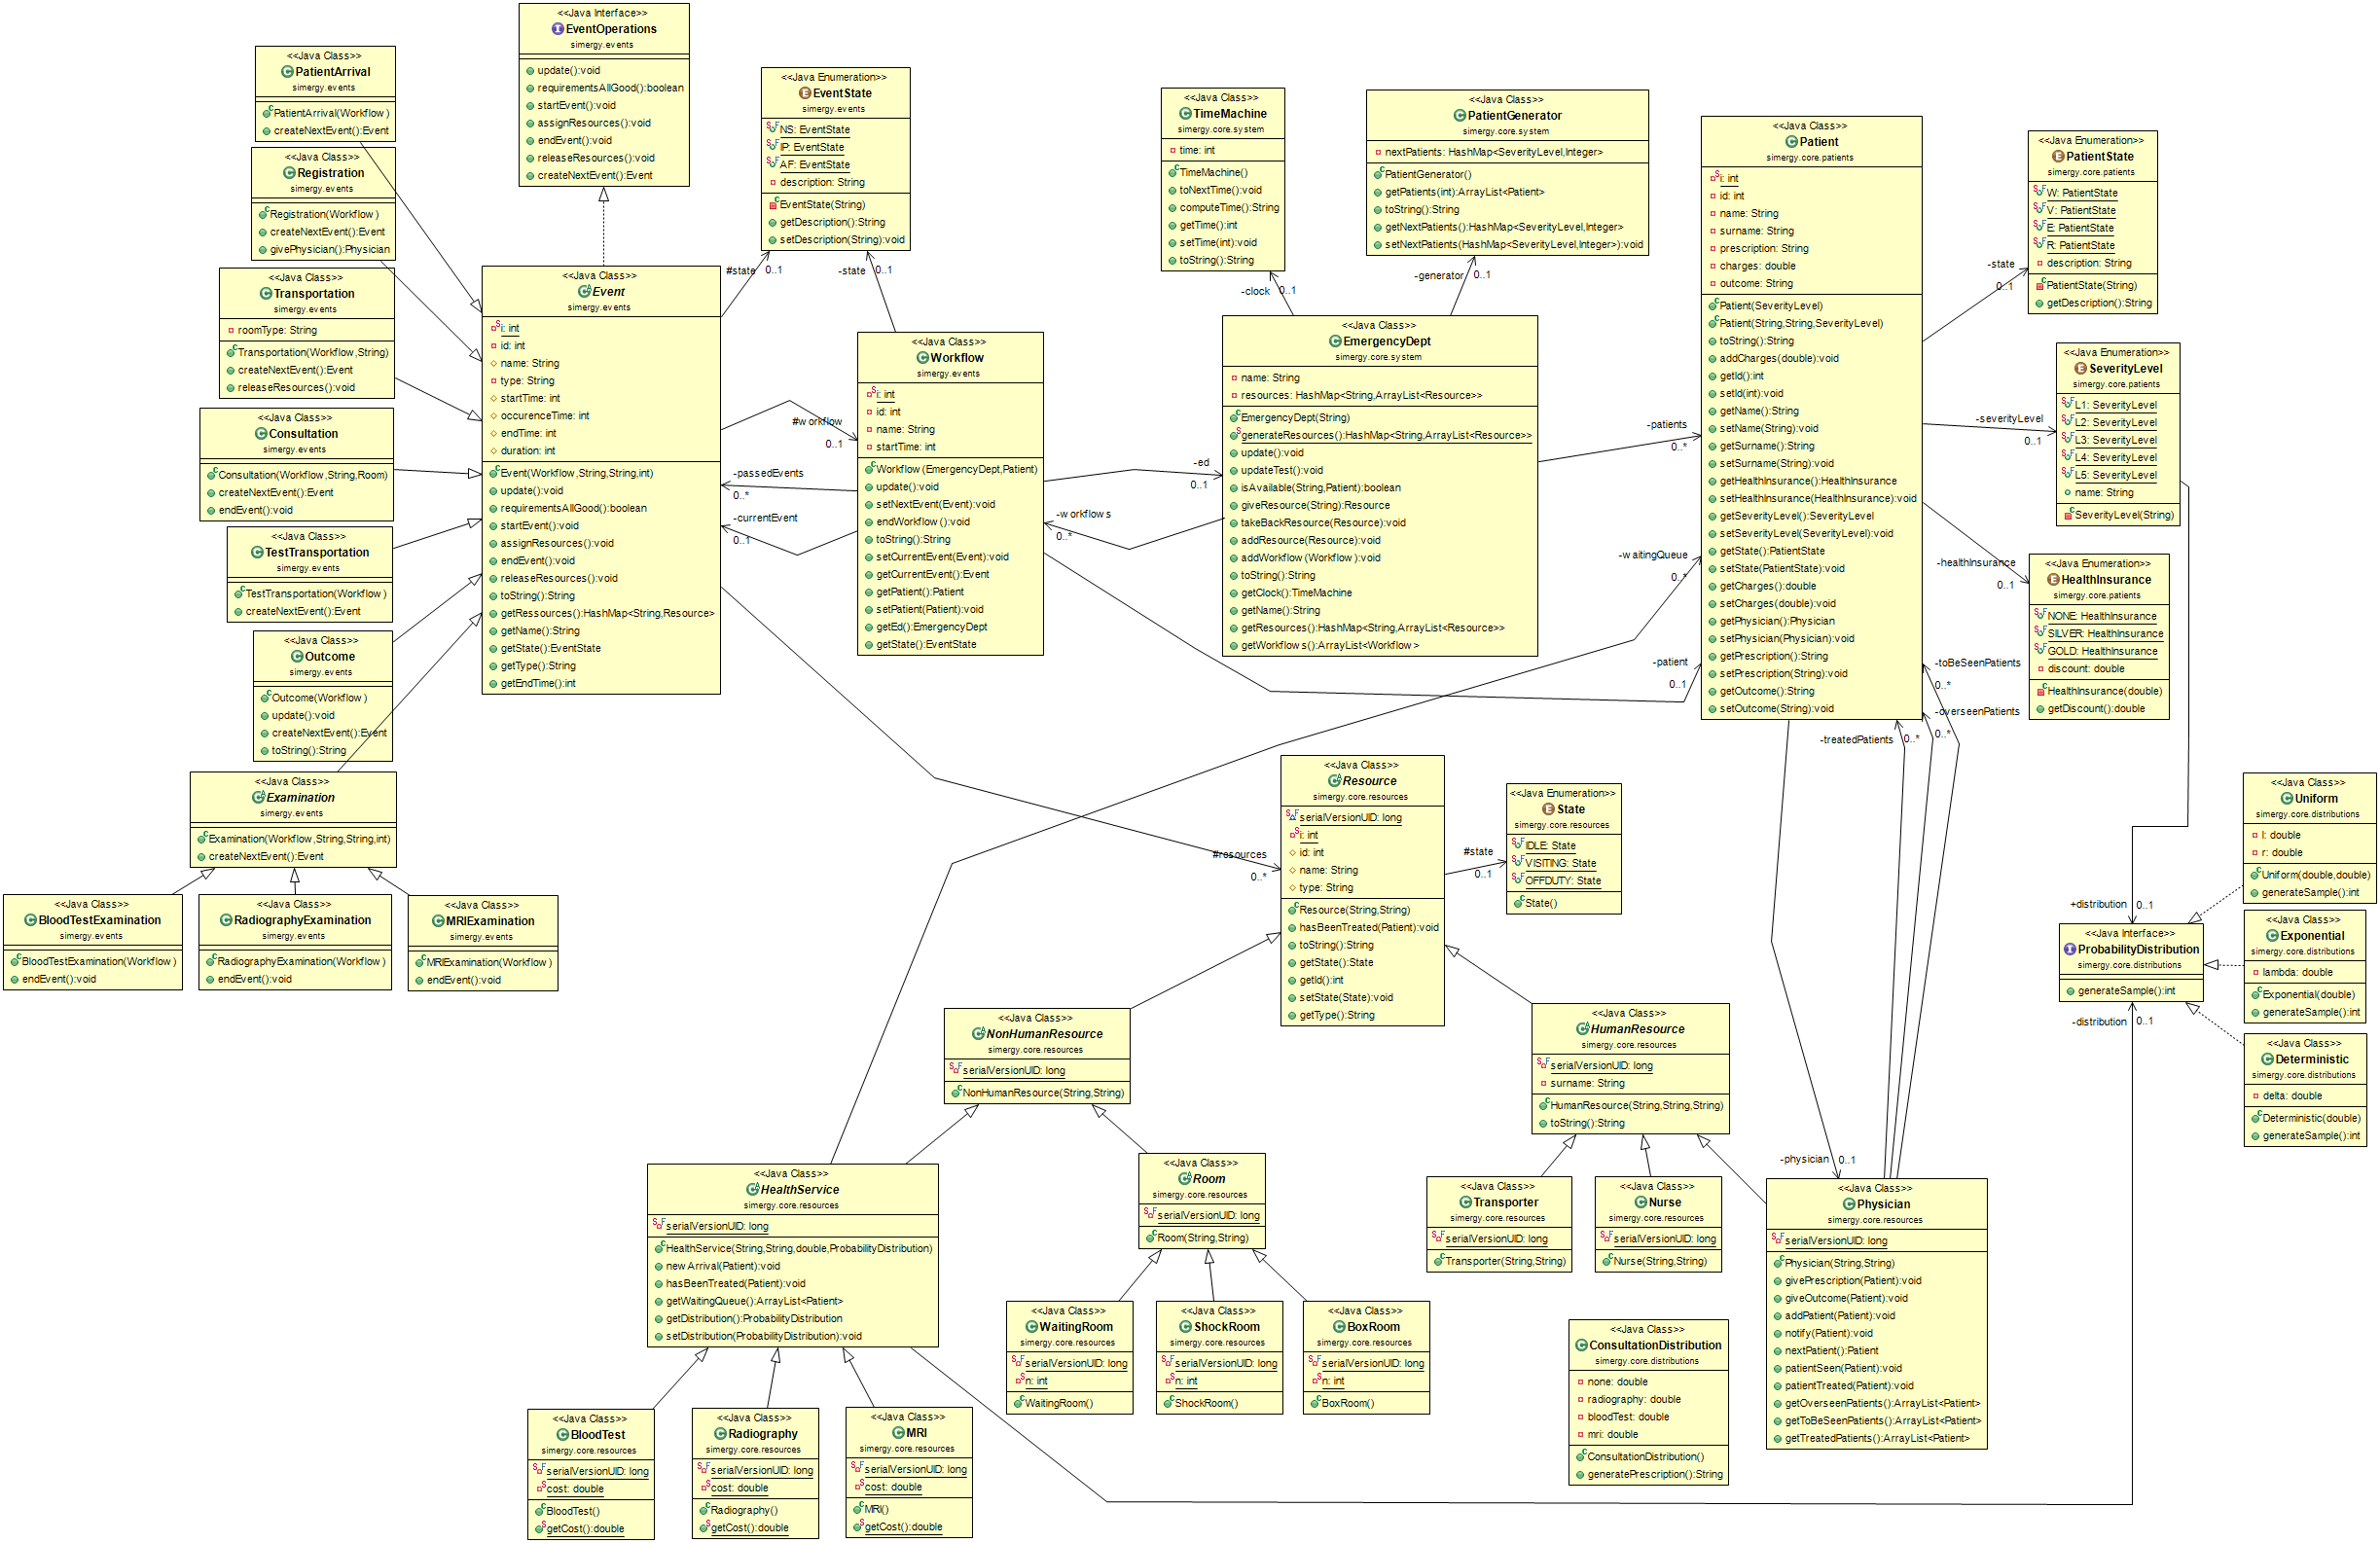 <<Java Interface>>
EventOperations
simergy.events
update():void
requirementsAllGood():boolean
startEvent():void
assignResources():void
endEvent():void
releaseResources():void
createNextEvent():Event
<<Java Class>>
PatientArrival
simergy.events
PatientArrival(Workflow)
createNextEvent():Event
<<Java Class>>
Registration
simergy.events
Registration(Workflow)
createNextEvent():Event
givePhysician():Physician
<<Java Class>>
Transportation
simergy.events
roomType: String
Transportation(Workflow,String)
createNextEvent():Event
releaseResources():void
<<Java Class>>
Consultation
simergy.events
Consultation(Workflow,String,Room)
createNextEvent():Event
endEvent():void
<<Java Class>>
TestTransportation
simergy.events
TestTransportation(Workflow)
createNextEvent():Event
<<Java Class>>
Outcome
simergy.events
Outcome(Workflow)
update():void
createNextEvent():Event
toString():String
<<Java Class>>
Examination
simergy.events
Examination(Workflow,String,String,int)
createNextEvent():Event
<<Java Class>>
BloodTestExamination
simergy.events
BloodTestExamination(Workflow)
endEvent():void
<<Java Class>>
RadiographyExamination
simergy.events
RadiographyExamination(Workflow)
endEvent():void
<<Java Class>>
MRIExamination
simergy.events
MRIExamination(Workflow)
endEvent():void
<<Java Class>>
Event
simergy.events
i: int
id: int
name: String
type: String
startTime: int
occurenceTime: int
endTime: int
duration: int
Event(Workflow,String,String,int)
update():void
requirementsAllGood():boolean
startEvent():void
assignResources():void
endEvent():void
releaseResources():void
toString():String
getRessources():HashMap<String,Resource>
getName():String
getState():EventState
getType():String
getEndTime():int
<<Java Enumeration>>
EventState
simergy.events
NS: EventState
IP: EventState
AF: EventState
description: String
EventState(String)
getDescription():String
setDescription(String):void
#state
0..1
-state
0..1
#workflow
0..1
-passedEvents
0..*
-currentEvent
0..1
<<Java Class>>
Workflow
simergy.events
i: int
id: int
name: String
startTime: int
Workflow(EmergencyDept,Patient)
update():void
setNextEvent(Event):void
endWorkflow():void
toString():String
setCurrentEvent(Event):void
getCurrentEvent():Event
getPatient():Patient
setPatient(Patient):void
getEd():EmergencyDept
getState():EventState
-ed
0..1
-workflows
0..*
<<Java Class>>
TimeMachine
simergy.core.system
time: int
TimeMachine()
toNextTime():void
computeTime():String
getTime():int
setTime(int):void
toString():String
-clock
0..1
<<Java Class>>
PatientGenerator
simergy.core.system
nextPatients: HashMap<SeverityLevel,Integer>
PatientGenerator()
getPatients(int):ArrayList<Patient>
toString():String
getNextPatients():HashMap<SeverityLevel,Integer>
setNextPatients(HashMap<SeverityLevel,Integer>):void
-generator
0..1
<<Java Class>>
EmergencyDept
simergy.core.system
name: String
resources: HashMap<String,ArrayList<Resource>>
EmergencyDept(String)
generateResources():HashMap<String,ArrayList<Resource>>
update():void
updateTest():void
isAvailable(String,Patient):boolean
giveResource(String):Resource
takeBackResource(Resource):void
addResource(Resource):void
addWorkflow(Workflow):void
toString():String
getClock():TimeMachine
getName():String
getResources():HashMap<String,ArrayList<Resource>>
getWorkflows():ArrayList<Workflow>
-patients
0..*
-waitingQueue
0..*
-patient
0..1
<<Java Class>>
Patient
simergy.core.patients
i: int
id: int
name: String
surname: String
prescription: String
charges: double
outcome: String
Patient(SeverityLevel)
Patient(String,String,SeverityLevel)
toString():String
addCharges(double):void
getId():int
setId(int):void
getName():String
setName(String):void
getSurname():String
setSurname(String):void
getHealthInsurance():HealthInsurance
setHealthInsurance(HealthInsurance):void
getSeverityLevel():SeverityLevel
setSeverityLevel(SeverityLevel):void
getState():PatientState
setState(PatientState):void
getCharges():double
setCharges(double):void
getPhysician():Physician
setPhysician(Physician):void
getPrescription():String
setPrescription(String):void
getOutcome():String
setOutcome(String):void
<<Java Enumeration>>
PatientState
simergy.core.patients
W: PatientState
V: PatientState
E: PatientState
R: PatientState
description: String
PatientState(String)
getDescription():String
-state
0..1
<<Java Enumeration>>
SeverityLevel
simergy.core.patients
L1: SeverityLevel
L2: SeverityLevel
L3: SeverityLevel
L4: SeverityLevel
L5: SeverityLevel
name: String
SeverityLevel(String)
-severityLevel
0..1
<<Java Enumeration>>
HealthInsurance
simergy.core.patients
NONE: HealthInsurance
SILVER: HealthInsurance
GOLD: HealthInsurance
discount: double
HealthInsurance(double)
getDiscount():double
-healthInsurance
0..1
-toBeSeenPatients
0..*
-overseenPatients
0..*
-treatedPatients
0..*
<<Java Class>>
Resource
simergy.core.resources
serialVersionUID: long
i: int
id: int
name: String
type: String
Resource(String,String)
hasBeenTreated(Patient):void
toString():String
getState():State
getId():int
setState(State):void
getType():String
#resources
0..*
<<Java Enumeration>>
State
simergy.core.resources
IDLE: State
VISITING: State
OFFDUTY: State
State()
#state
0..1
<<Java Class>>
Uniform
simergy.core.distributions
l: double
r: double
Uniform(double,double)
generateSample():int
<<Java Class>>
Exponential
simergy.core.distributions
lambda: double
Exponential(double)
generateSample():int
<<Java Class>>
Deterministic
simergy.core.distributions
delta: double
Deterministic(double)
generateSample():int
+distribution
0..1
<<Java Interface>>
ProbabilityDistribution
simergy.core.distributions
generateSample():int
-distribution
0..1
<<Java Class>>
NonHumanResource
simergy.core.resources
serialVersionUID: long
NonHumanResource(String,String)
<<Java Class>>
HumanResource
simergy.core.resources
serialVersionUID: long
surname: String
HumanResource(String,String,String)
toString():String
<<Java Class>>
HealthService
simergy.core.resources
serialVersionUID: long
HealthService(String,String,double,ProbabilityDistribution)
newArrival(Patient):void
hasBeenTreated(Patient):void
getWaitingQueue():ArrayList<Patient>
getDistribution():ProbabilityDistribution
setDistribution(ProbabilityDistribution):void
<<Java Class>>
Room
simergy.core.resources
serialVersionUID: long
Room(String,String)
<<Java Class>>
Transporter
simergy.core.resources
serialVersionUID: long
Transporter(String,String)
<<Java Class>>
Nurse
simergy.core.resources
serialVersionUID: long
Nurse(String,String)
-physician
0..1
<<Java Class>>
Physician
simergy.core.resources
serialVersionUID: long
Physician(String,String)
givePrescription(Patient):void
giveOutcome(Patient):void
addPatient(Patient):void
notify(Patient):void
nextPatient():Patient
patientSeen(Patient):void
patientTreated(Patient):void
getOverseenPatients():ArrayList<Patient>
getToBeSeenPatients():ArrayList<Patient>
getTreatedPatients():ArrayList<Patient>
<<Java Class>>
WaitingRoom
simergy.core.resources
serialVersionUID: long
n: int
WaitingRoom()
<<Java Class>>
ShockRoom
simergy.core.resources
serialVersionUID: long
n: int
ShockRoom()
<<Java Class>>
BoxRoom
simergy.core.resources
serialVersionUID: long
n: int
BoxRoom()
<<Java Class>>
ConsultationDistribution
simergy.core.distributions
none: double
radiography: double
bloodTest: double
mri: double
ConsultationDistribution()
generatePrescription():String
<<Java Class>>
BloodTest
simergy.core.resources
serialVersionUID: long
cost: double
BloodTest()
getCost():double
<<Java Class>>
Radiography
simergy.core.resources
serialVersionUID: long
cost: double
Radiography()
getCost():double
<<Java Class>>
MRI
simergy.core.resources
serialVersionUID: long
cost: double
MRI()
getCost():double